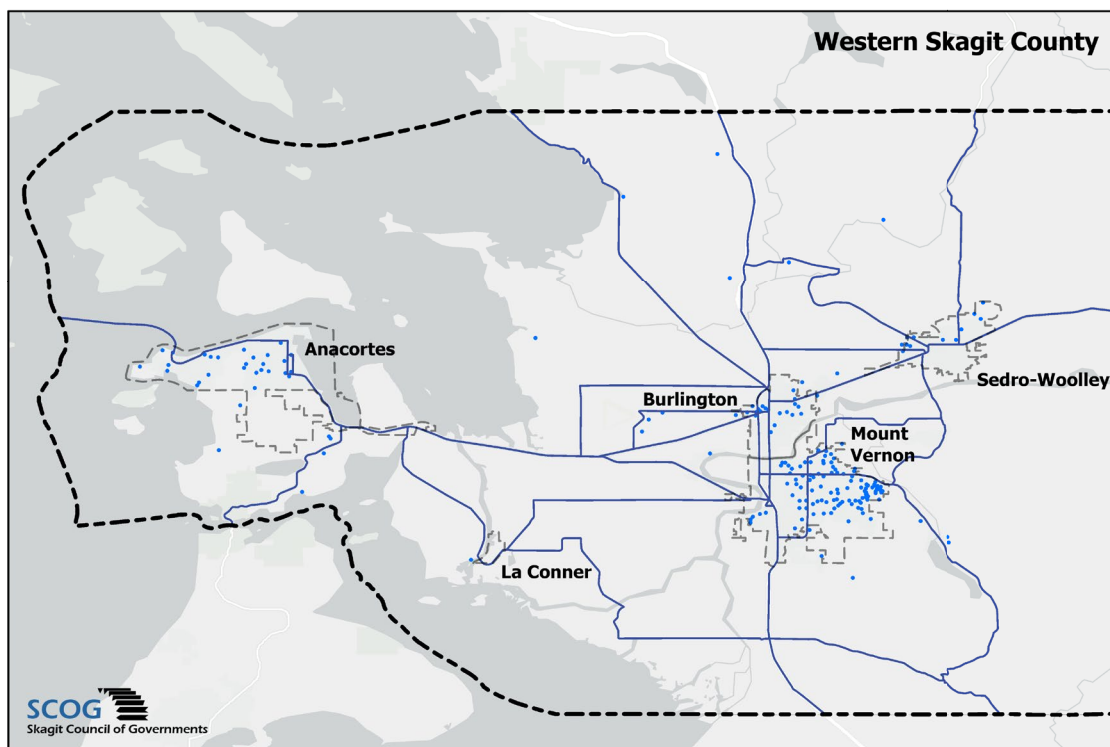 Western Skagit County
Anacortes
Sedro-Woolley
Burlington
Mount
Vernon
La Conner
SCOG
Skagit Council of Governments